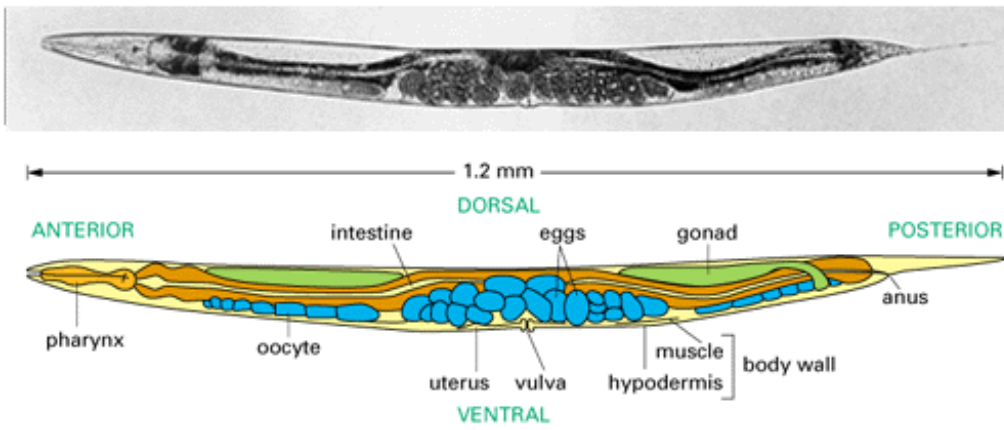 1.2 mm
DORSAL
ANTERIOR
intestine
eggs
gonad
POSTERIOR
anus
pharynx
oocyte
muscle
body wall
uterus
vulva
hypodermis
VENTRAL